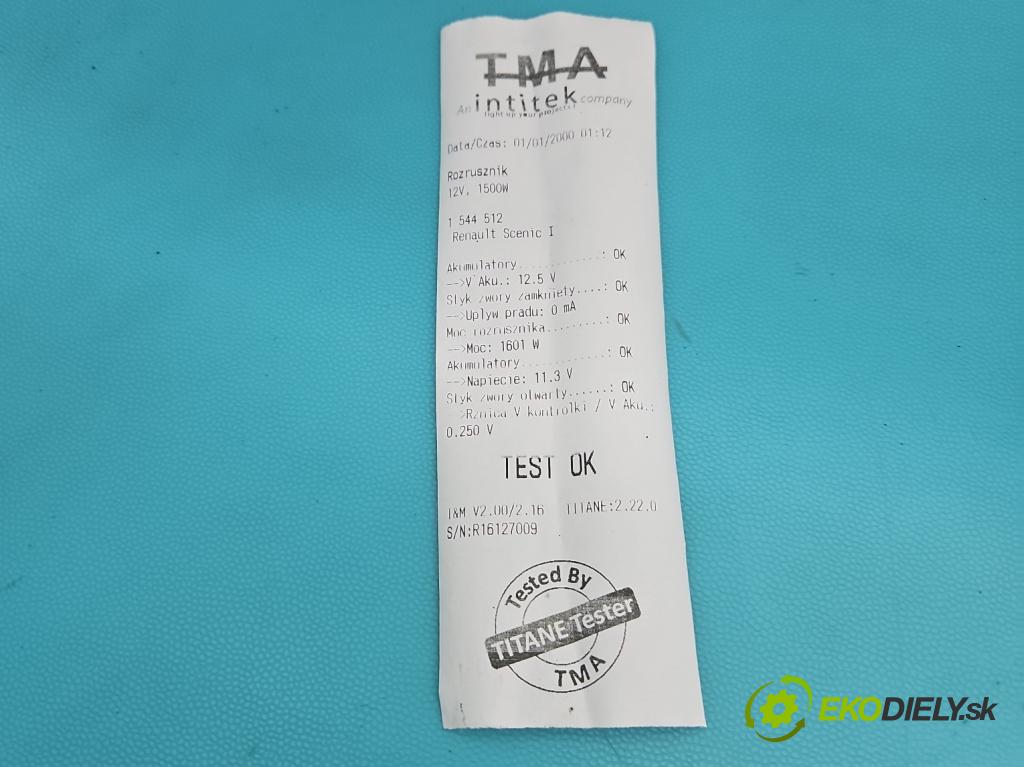 TMA
An intitek company
light up your projects!
Data/Czas: 01/01/2000 01:12
Rozrusznik
12V, 1500W
1 544 512
Renault Scenic I
Akumulatory............: OK
-->V Aku.: 12.5 V
Styk zwory zamkniety....: OK
-->Uplyw pradu: 0 mA
Moc rozrusznika........: OK
-->Moc: 1601 W
Akumulatory............: OK
-->Napiecie: 11.3 V
Styk zwory otwarty......: OK
-->Rznica V kontrolki / V Aku.:
0.250 V
TEST OK
I&M V2.00/2.16 TITANE:2.22.0
S/N:R16127009
Tested By
TITANE Tester
TMA
EKODIELY.sk